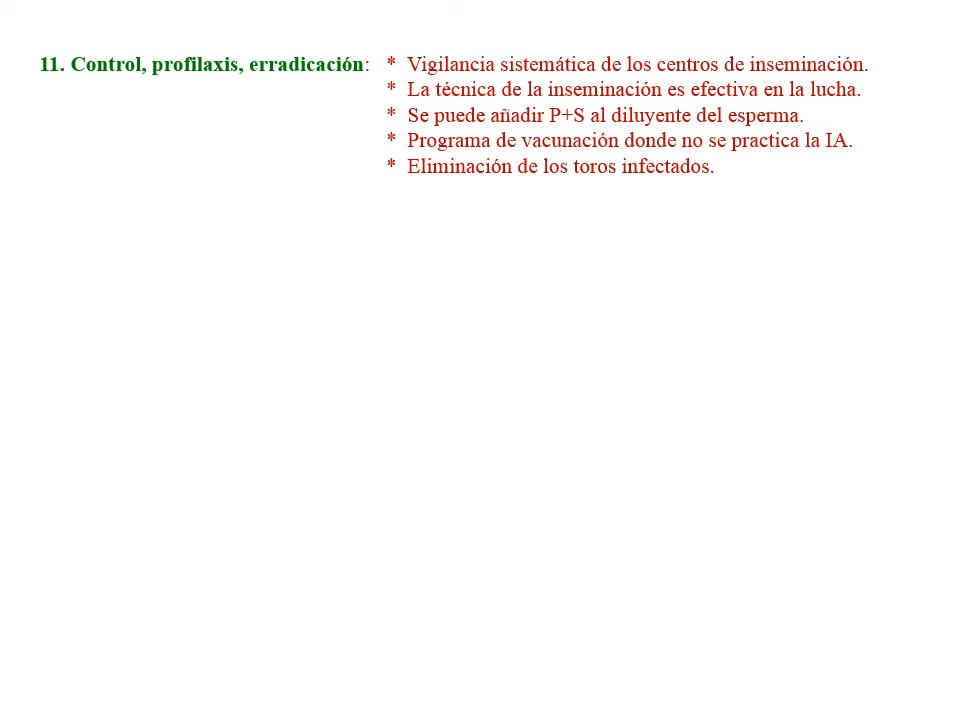 11. Control, profilaxis, erradicación: * Vigilancia sistemática de los centros de inseminación.
* La técnica de la inseminación es efectiva en la lucha.
* Se puede añadir P+S al diluyente del esperma.
* Programa de vacunación donde no se practica la IA.
* Eliminación de los toros infectados.